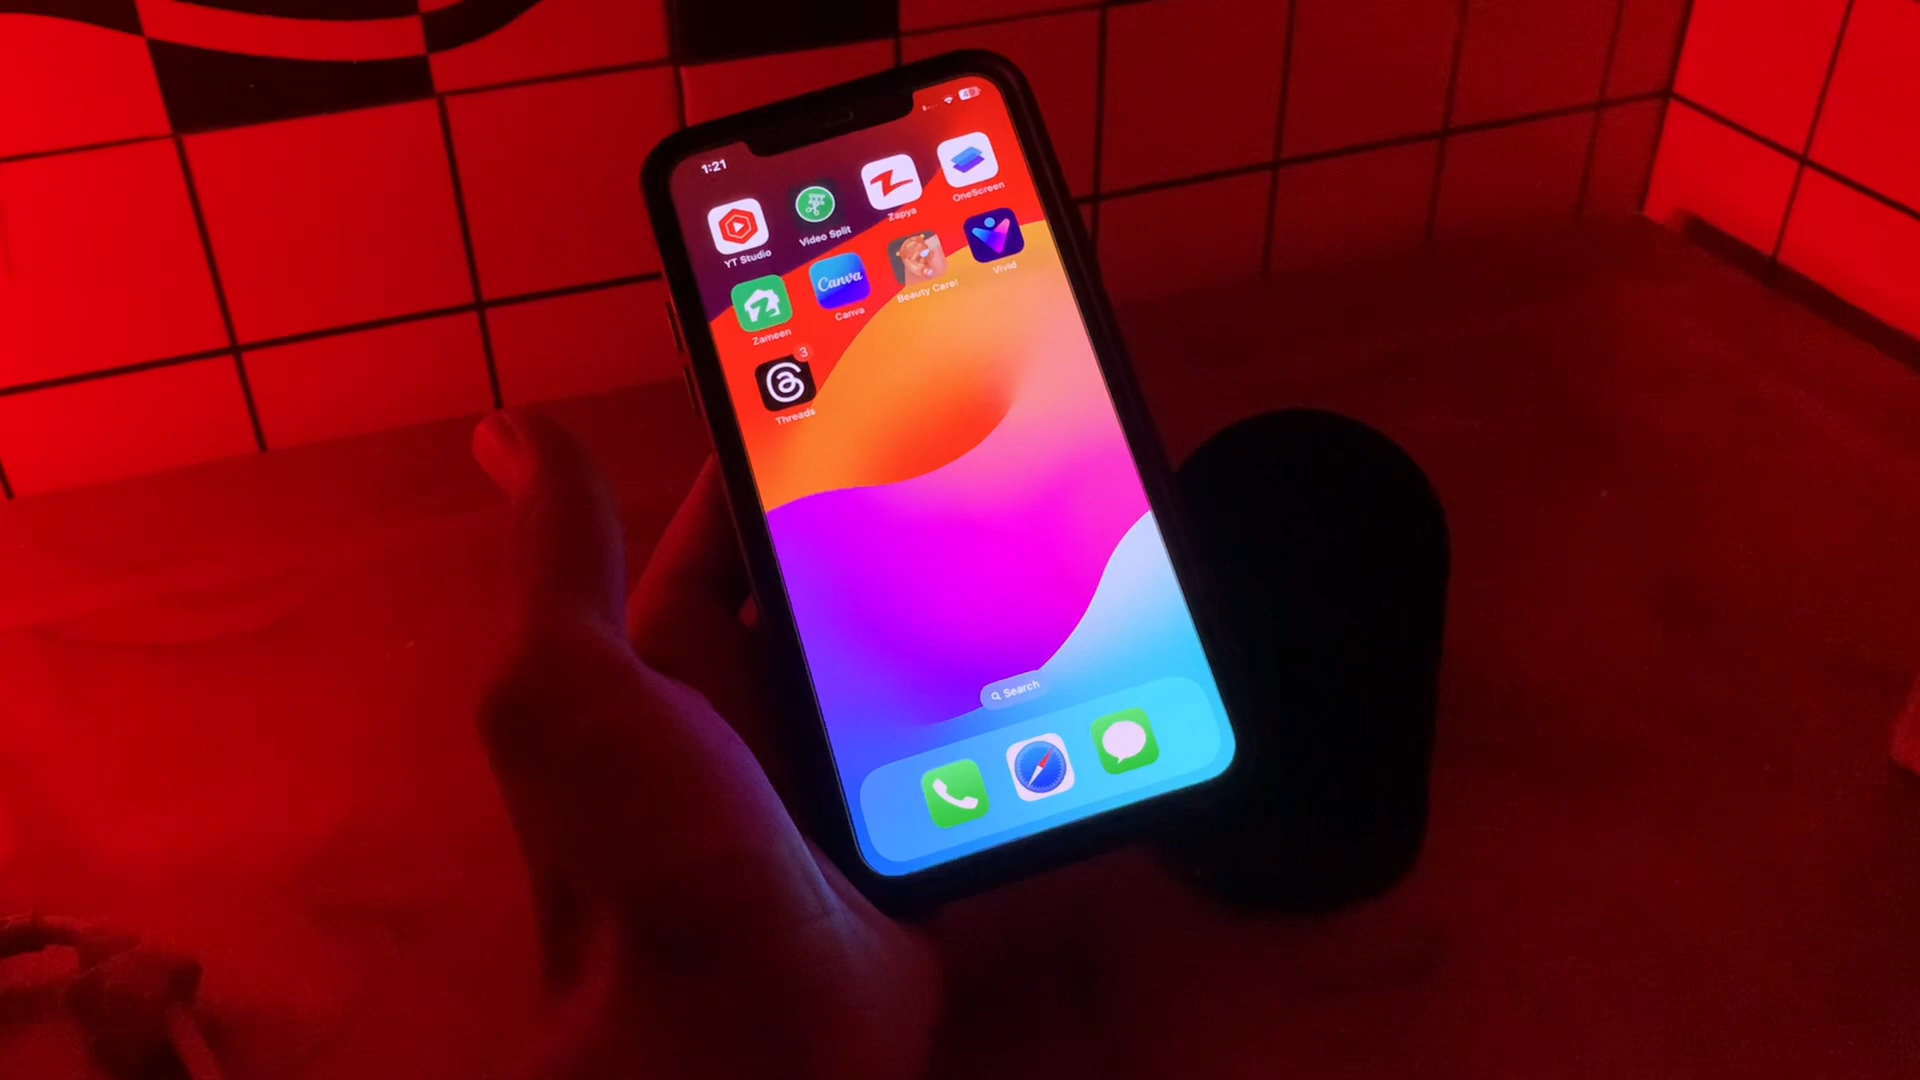 1:21
YT Studio
Video Split
Zapya
OneScreen
Zameen
Canva
Canva
Beauty Care!
Vivid
3
Threads
Search